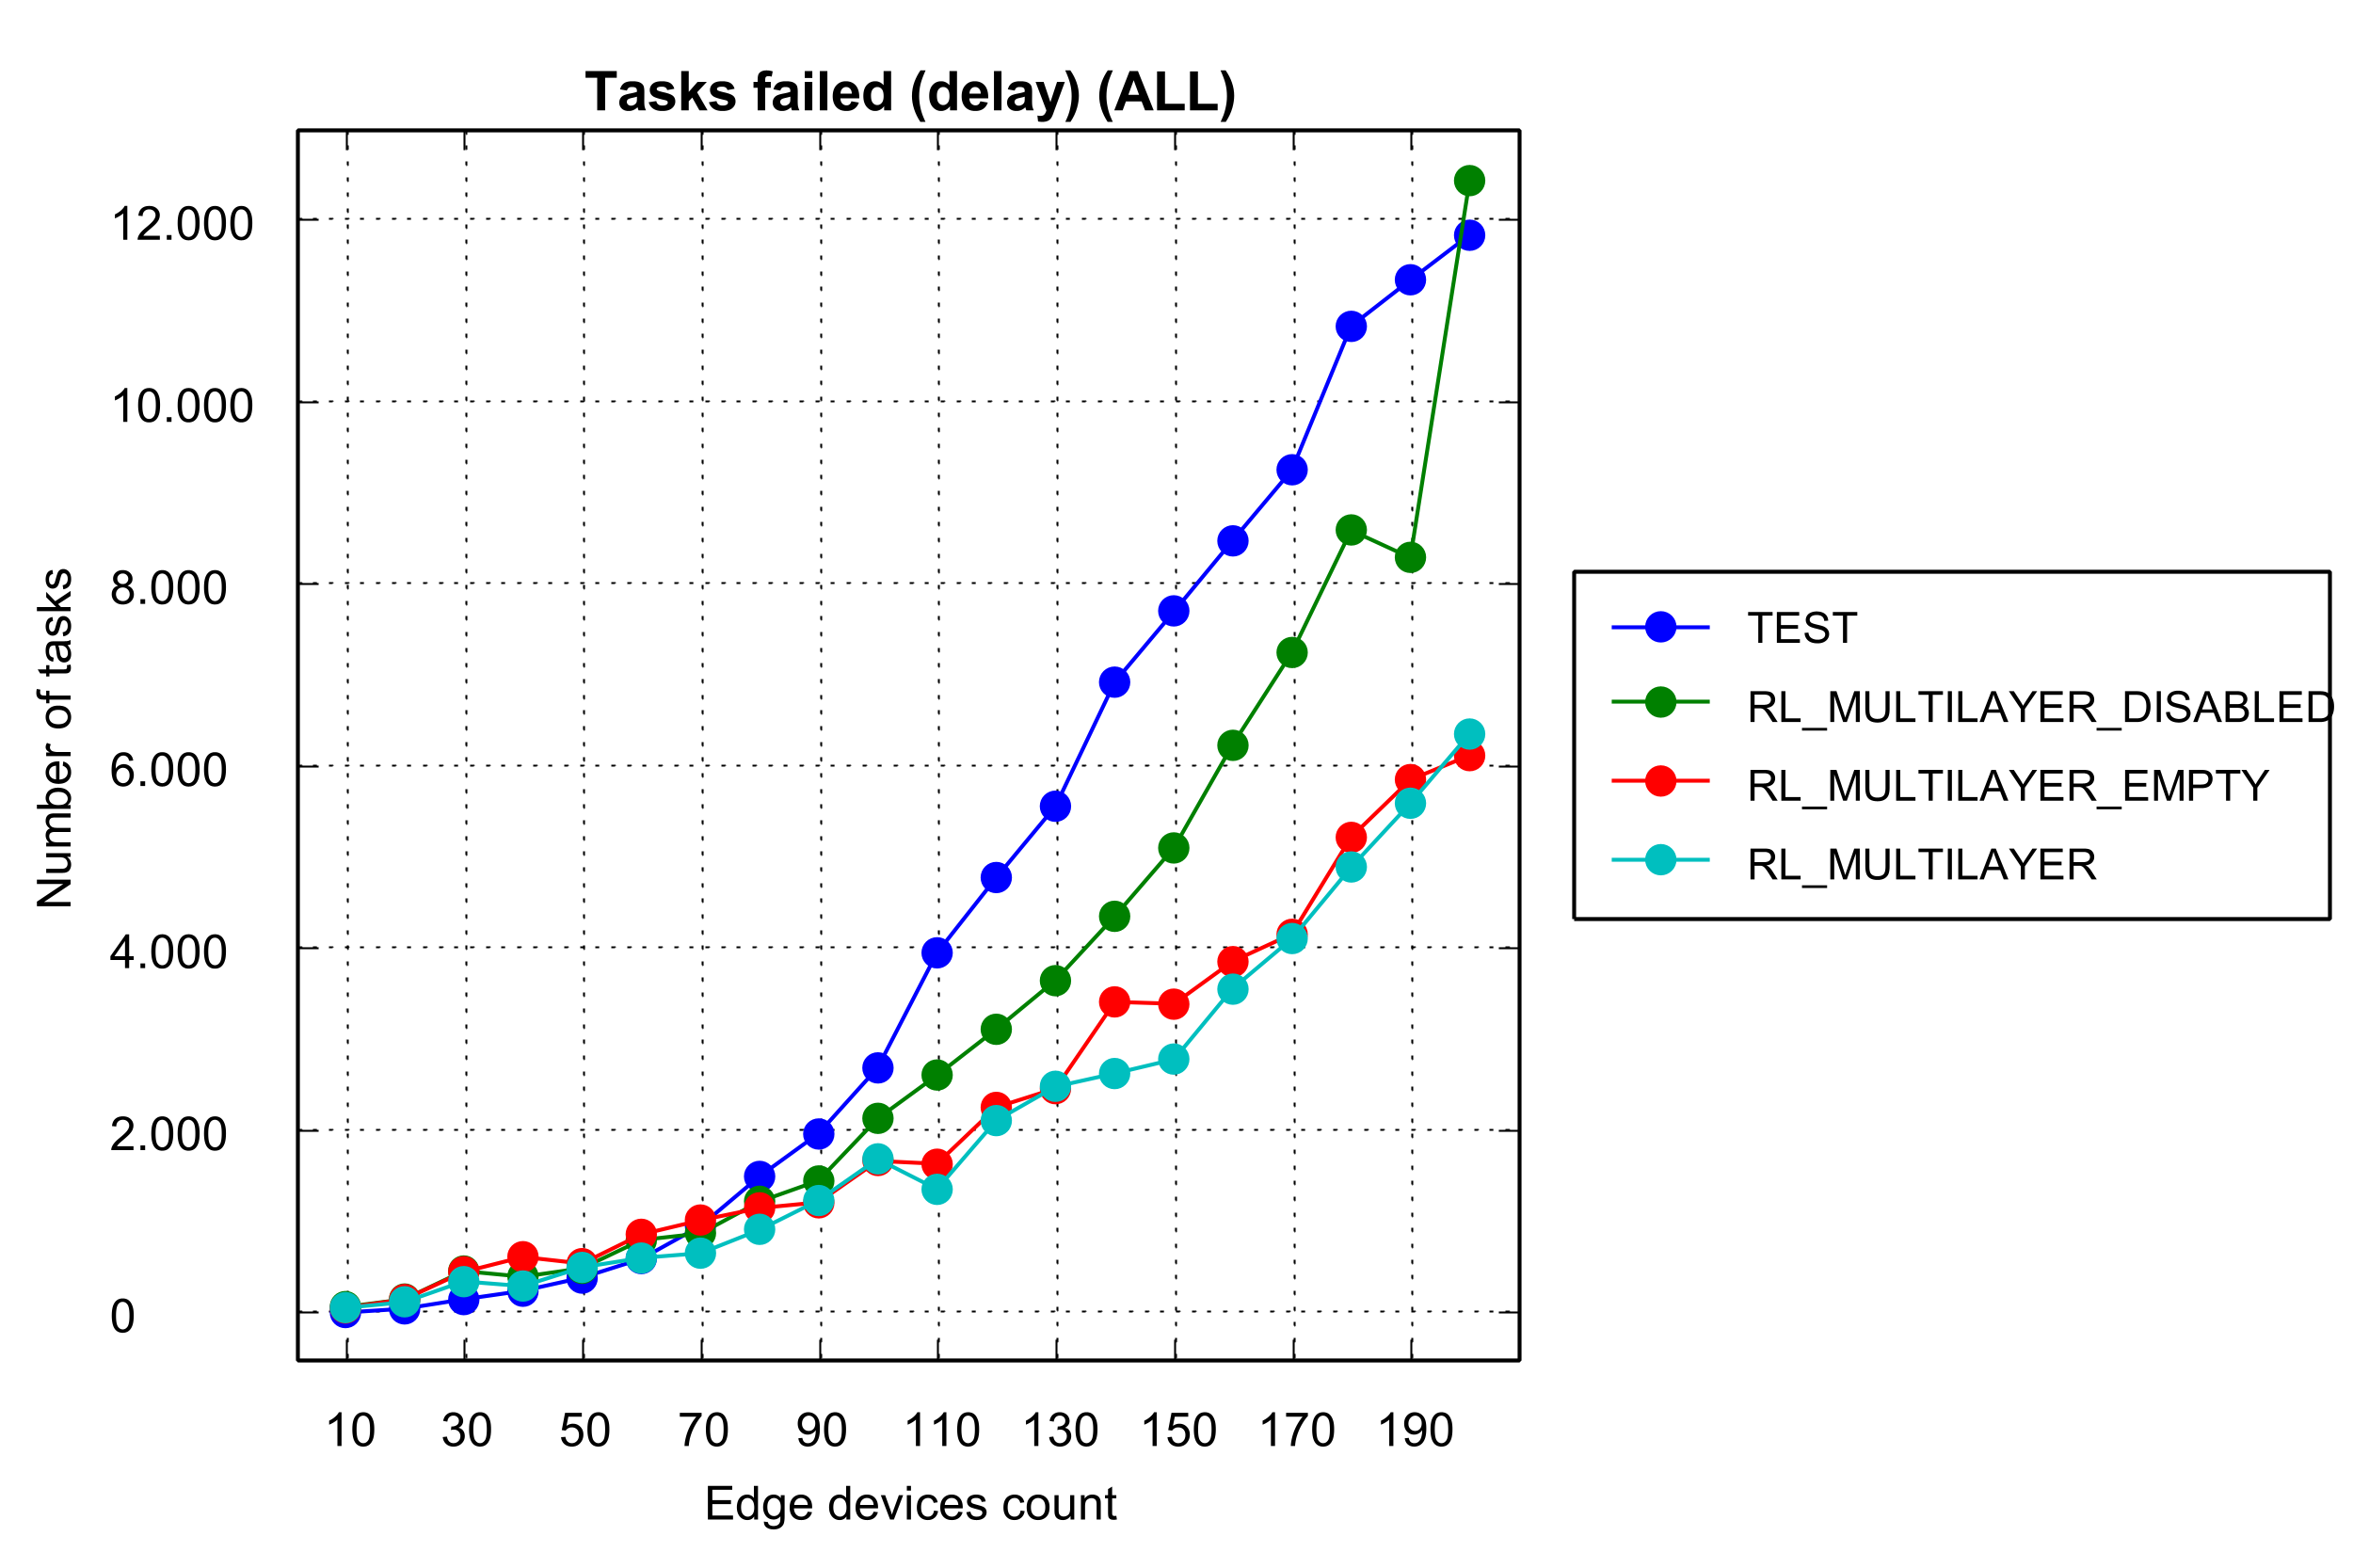 Tasks failed (delay) (ALL)
Number of tasks
12.000
10.000
8.000
6.000
4.000
2.000
0
10 30 50 70 90 110 130 150 170 190
Edge devices count
TEST
RL_MULTILAYER_DISABLED
RL_MULTILAYER_EMPTY
RL_MULTILAYER